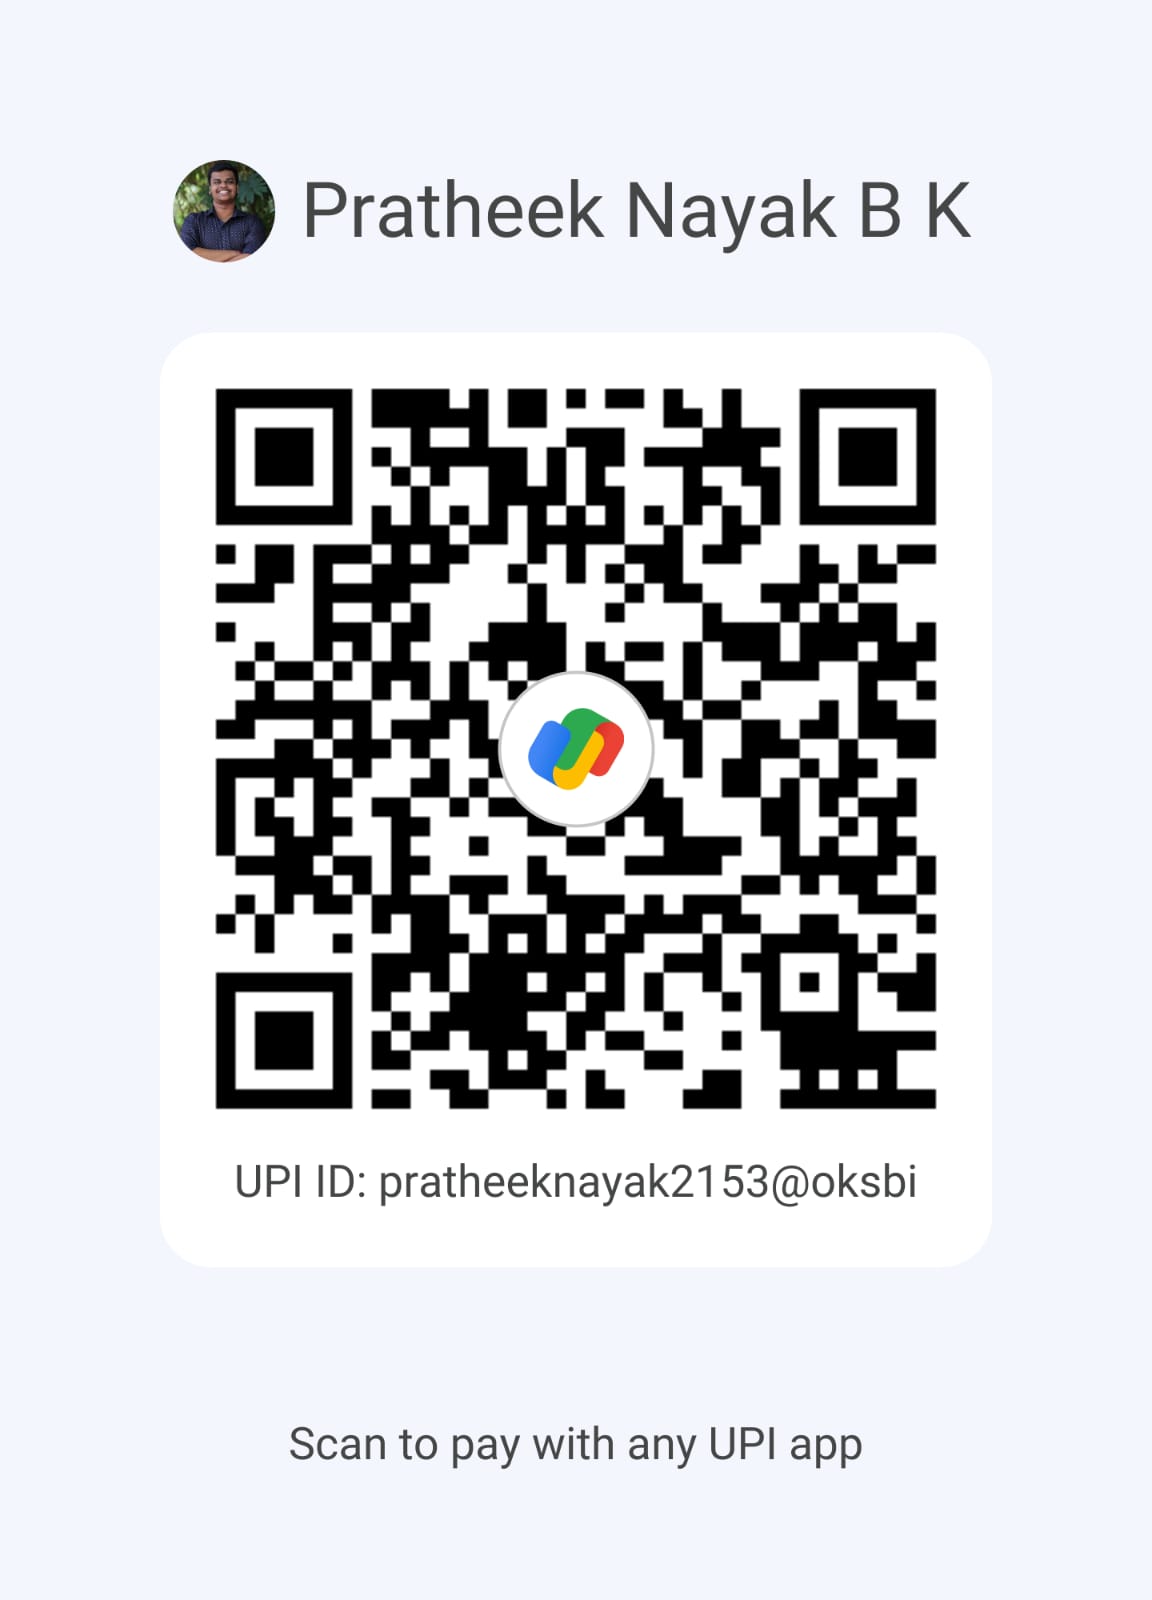 Pratheek Nayak B K
UPI ID: pratheeknayak2153@oksbi
Scan to pay with any UPI app